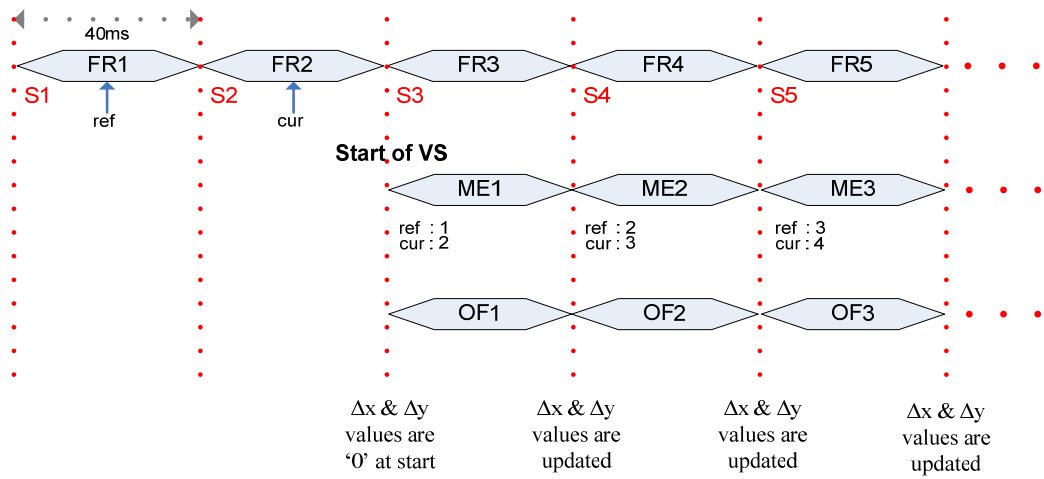 40ms
FR1 FR2 FR3 FR4 FR5
S1 S2 S3 S4 S5
ref cur
Start of VS
ME1 ME2 ME3
ref : 1 ref : 2 ref : 3
cur : 2 cur : 3 cur : 4
OF1 OF2 OF3
Δx & Δy Δx & Δy Δx & Δy Δx & Δy
values are values are values are values are
‘0’ at start updated updated updated